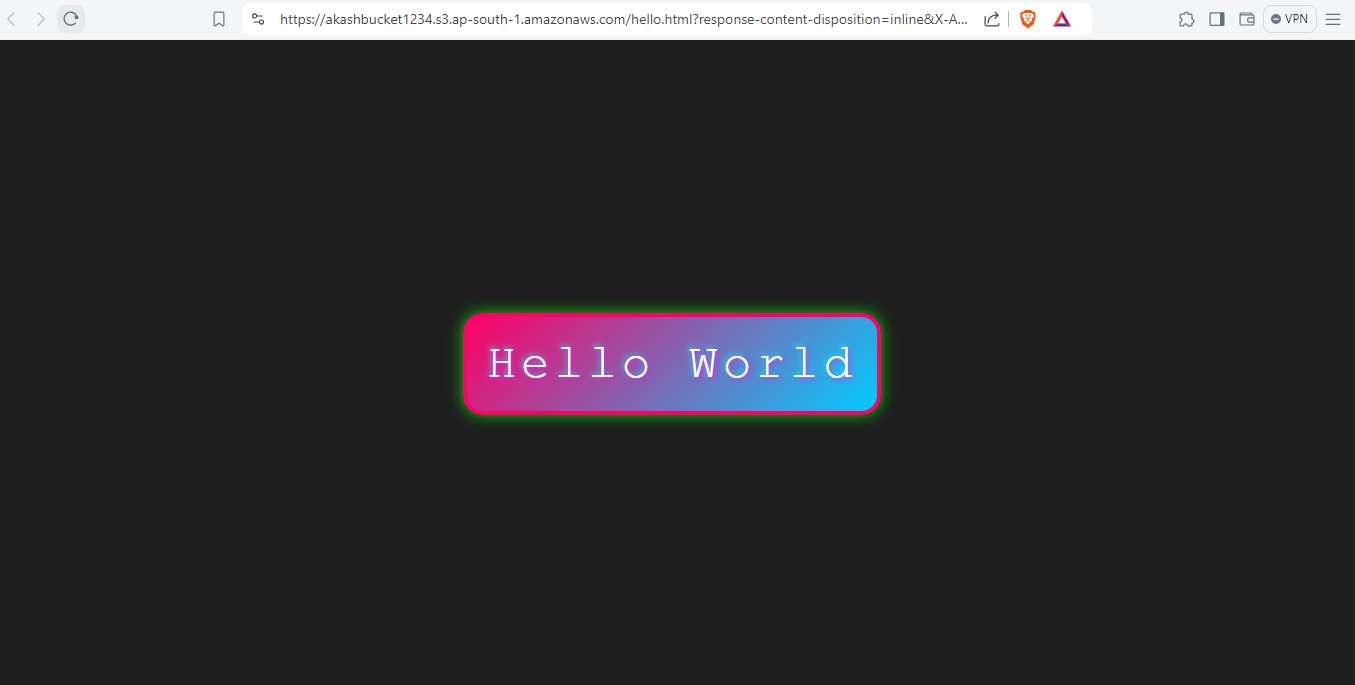 https://akashbucket1234.s3.ap-south-1.amazonaws.com/hello.html?response-content-disposition=inline&X-A...
VPN
Hello World